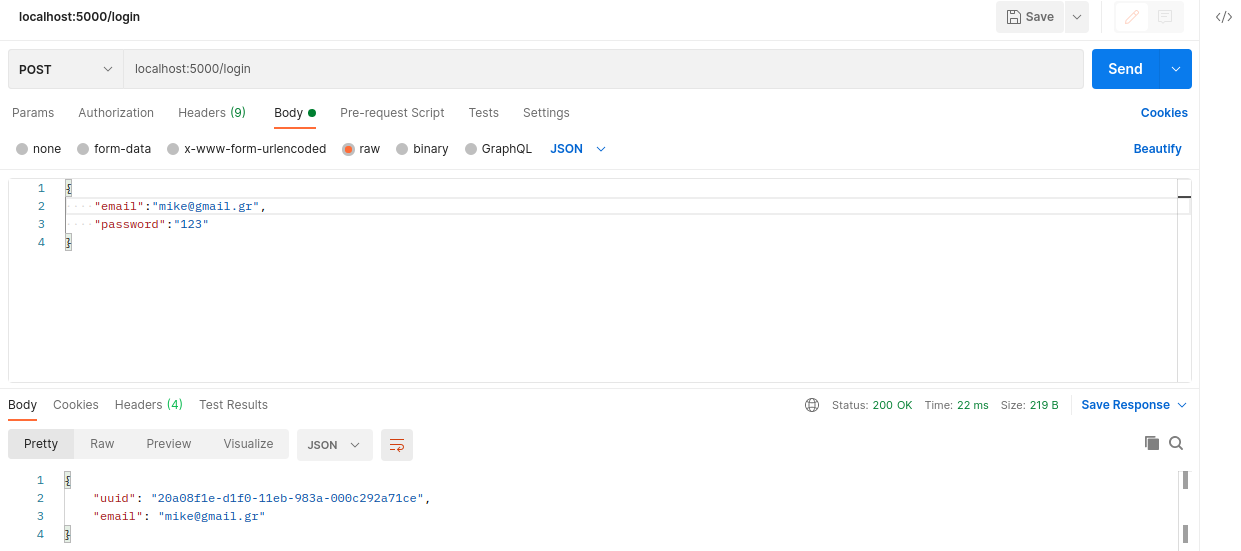 localhost:5000/login
Save
POST localhost:5000/login Send
Params Authorization Headers (9) Body Pre-request Script Tests Settings Cookies
none form-data x-www-form-urlencoded raw binary GraphQL JSON Beautify
1 {
2 "email":"mike@gmail.gr",
3 "password":"123"
4 }
Body Cookies Headers (4) Test Results Status: 200 OK Time: 22 ms Size: 219 B Save Response
Pretty Raw Preview Visualize JSON
1 {
2 "uuid": "20a08f1e-d1f0-11eb-983a-000c292a71ce",
3 "email": "mike@gmail.gr"
4 }